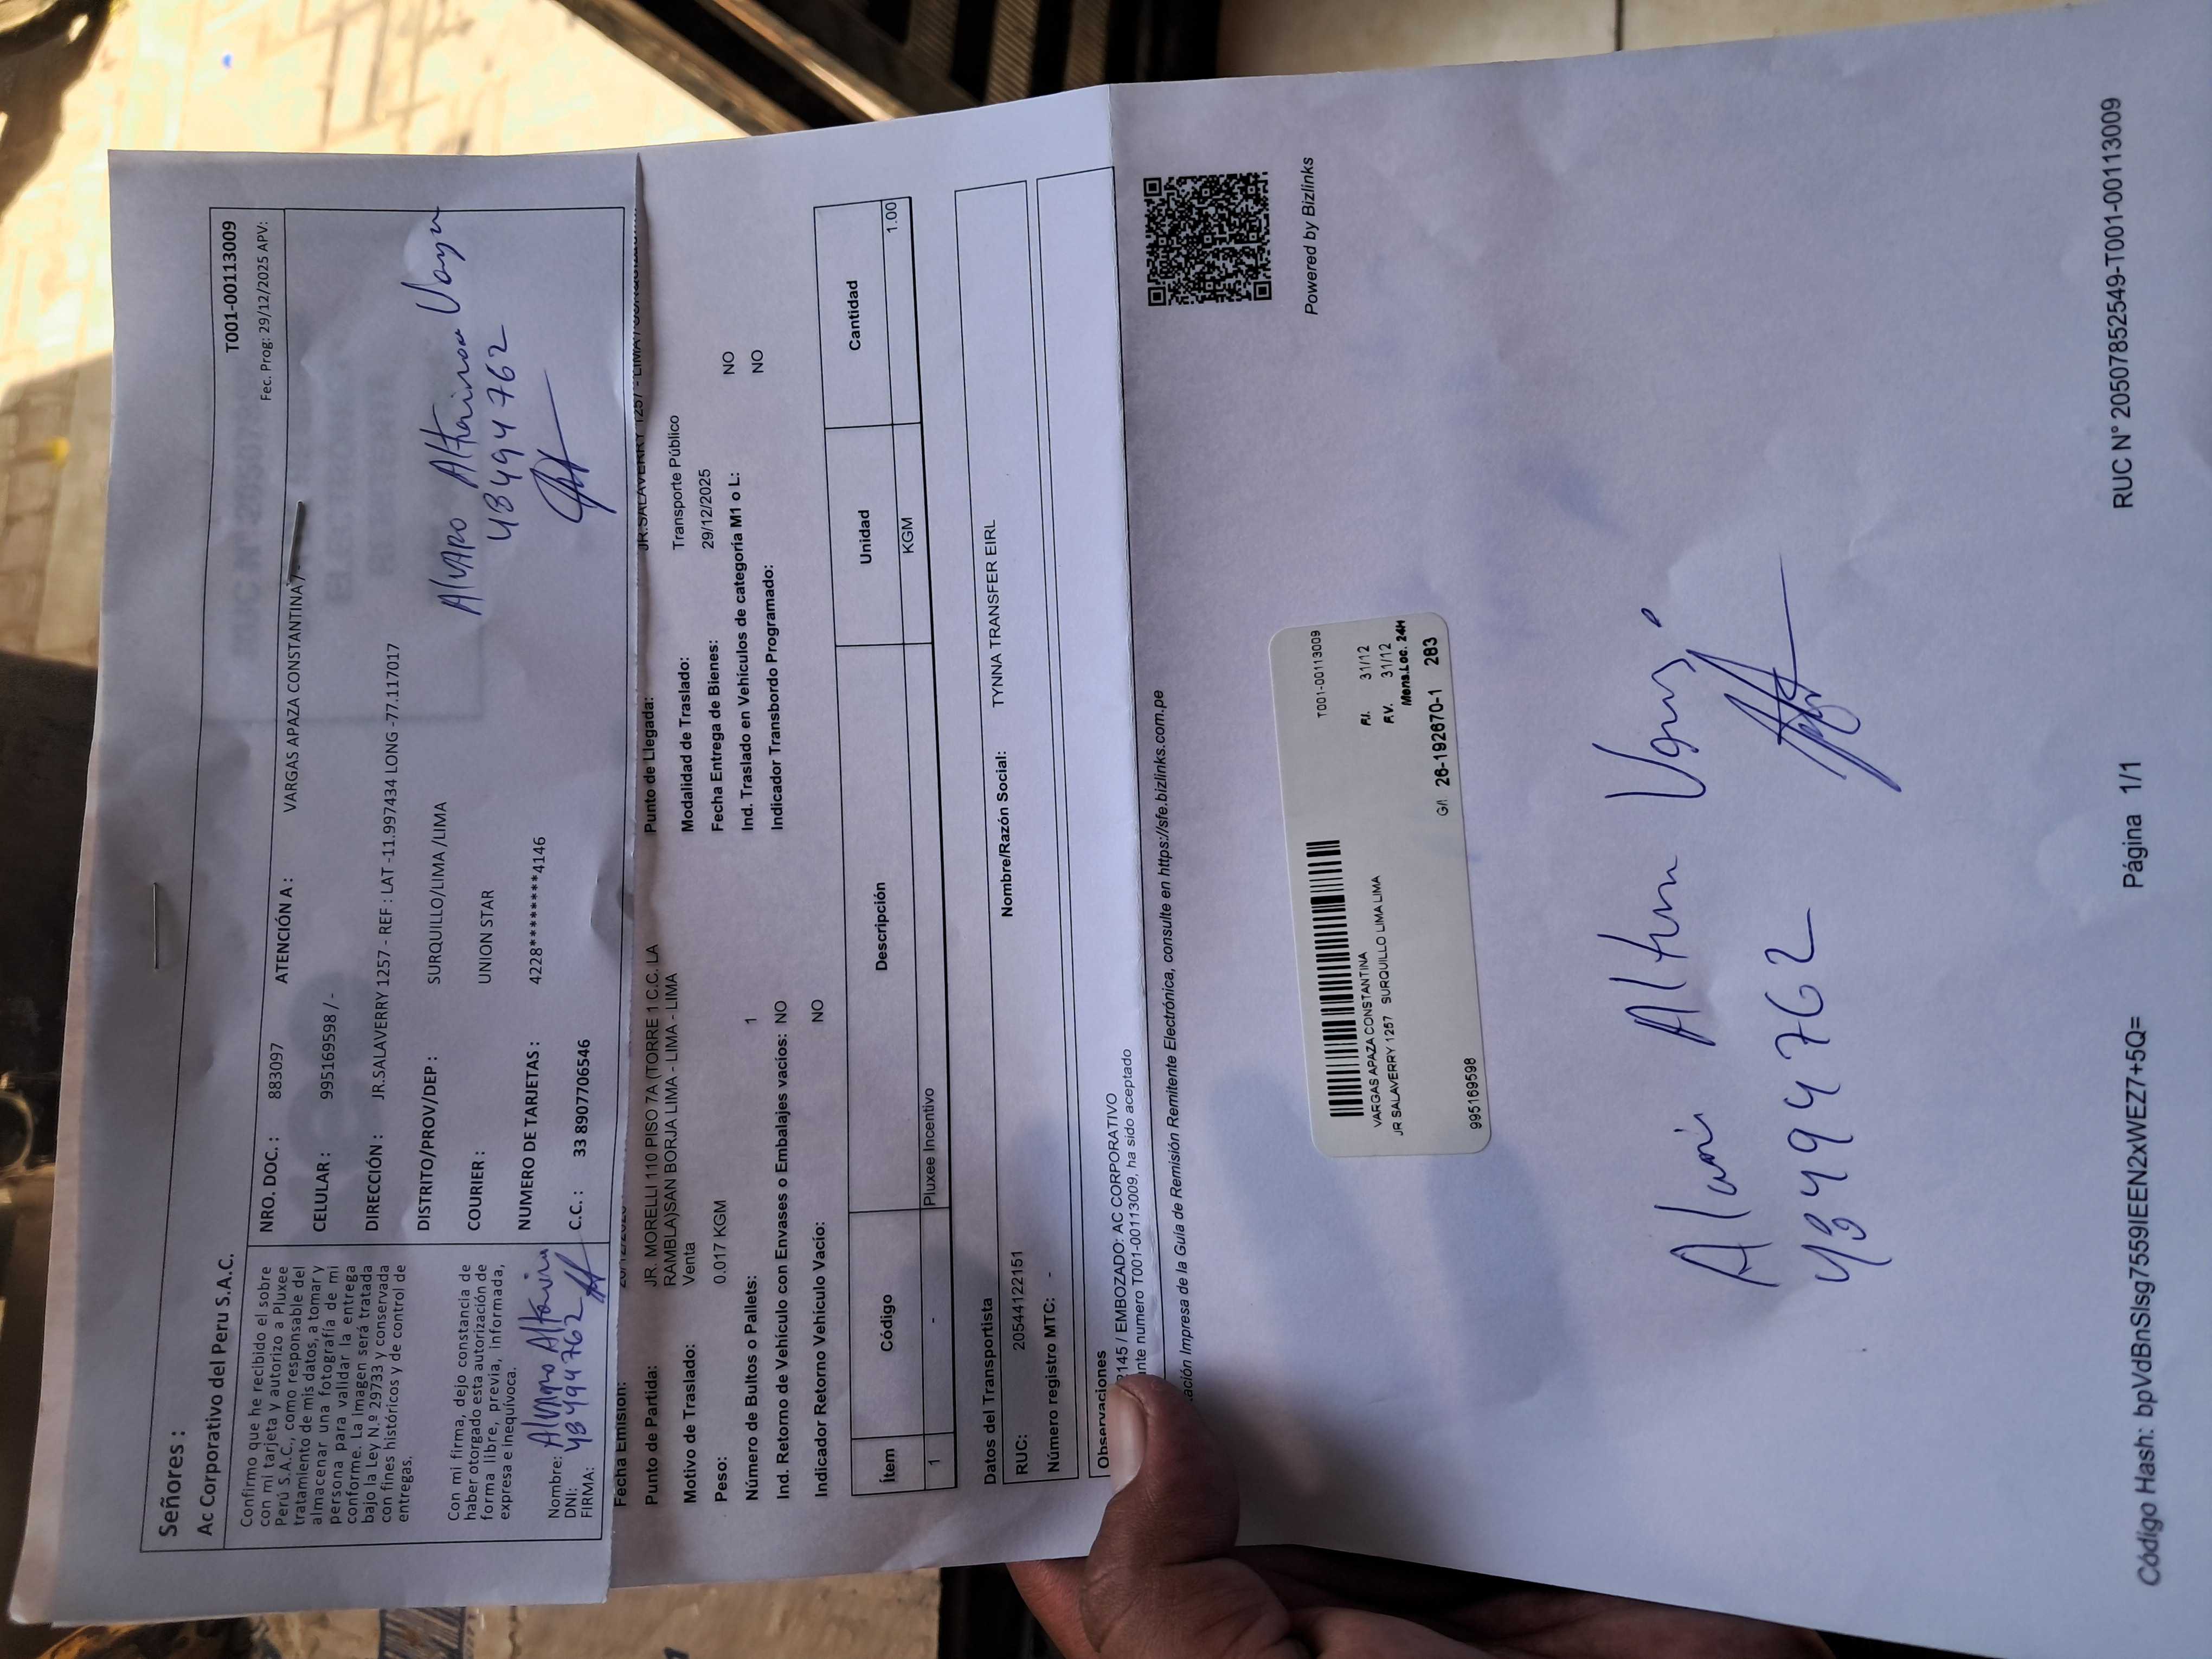 Señores :
Ac Corporativo del Peru S.A.C.
T001-00113009
Fec. Prog: 29/12/2025 APV:
Confirmo que he recibido el sobre
con mi tarjeta y autorizo a Pluxee
Perú S.A.C., como responsable del
tratamiento de mis datos, a tomar y
almacenar una fotografía de mi
persona para validar la entrega
conforme. La imagen será tratada
bajo la Ley N.º 29733 y conservada
con fines históricos y de control de
entregas.
Con mi firma, dejo constancia de
haber otorgado esta autorización de
forma libre, previa, informada,
expresa e inequívoca.
Nombre: Alvaro Altamirano
DNI: 43494762
FIRMA:
NRO. DOC. : 883097 ATENCIÓN A : VARGAS APAZA CONSTANTINA
CELULAR : 995169598 / -
DIRECCIÓN : JR.SALAVERRY 1257 - REF : LAT -11.997434 LONG -77.117017
DISTRITO/PROV/DEP : SURQUILLO/LIMA /LIMA
COURIER : UNION STAR
NUMERO DE TARJETAS : 4228********4146
C.C. : 33 8907706546
Alvaro Altamirano
43494762
Fecha Emisión:
Punto de Partida: JR. MORELLI 110 PISO 7A (TORRE 1 C.C. LA
RAMBLA)SAN BORJA LIMA - LIMA - LIMA
Punto de Llegada: JR.SALAVERRY 1257 - LIMA
Motivo de Traslado: Venta
Modalidad de Traslado: Transporte Público
Peso: 0.017 KGM
Fecha Entrega de Bienes: 29/12/2025
Número de Bultos o Pallets: 1
Ind. Traslado en Vehículos de categoría M1 o L: NO
Ind. Retorno de Vehículo con Envases o Embalajes vacíos: NO
Indicador Transbordo Programado: NO
Indicador Retorno Vehículo Vacío: NO
Ítem Código Descripción Unidad Cantidad
1 - Pluxee Incentivo KGM 1.00
Datos del Transportista
RUC: 20544122151 Nombre/Razón Social: TYNNA TRANSFER EIRL
Número registro MTC: -
Observaciones
2145 / EMBOZADO: AC CORPORATIVO
nte numero T001-00113009, ha sido aceptado
ación Impresa de la Guía de Remisión Remitente Electrónica, consulte en https://sfe.bizlinks.com.pe
Powered by Bizlinks
T001-00113009
VARGAS APAZA CONSTANTINA
JR SALAVERRY 1257 SURQUILLO LIMA LIMA
995169598
P.I. 31/12
P.V. 31/12
Mens.Loc. 24H
G/I 26-192670-1 283
43494762
Código Hash: bpVdBnSlsg7559IEEN2xWEZ7+5Q=
Página 1/1
RUC N° 20507852549-T001-00113009